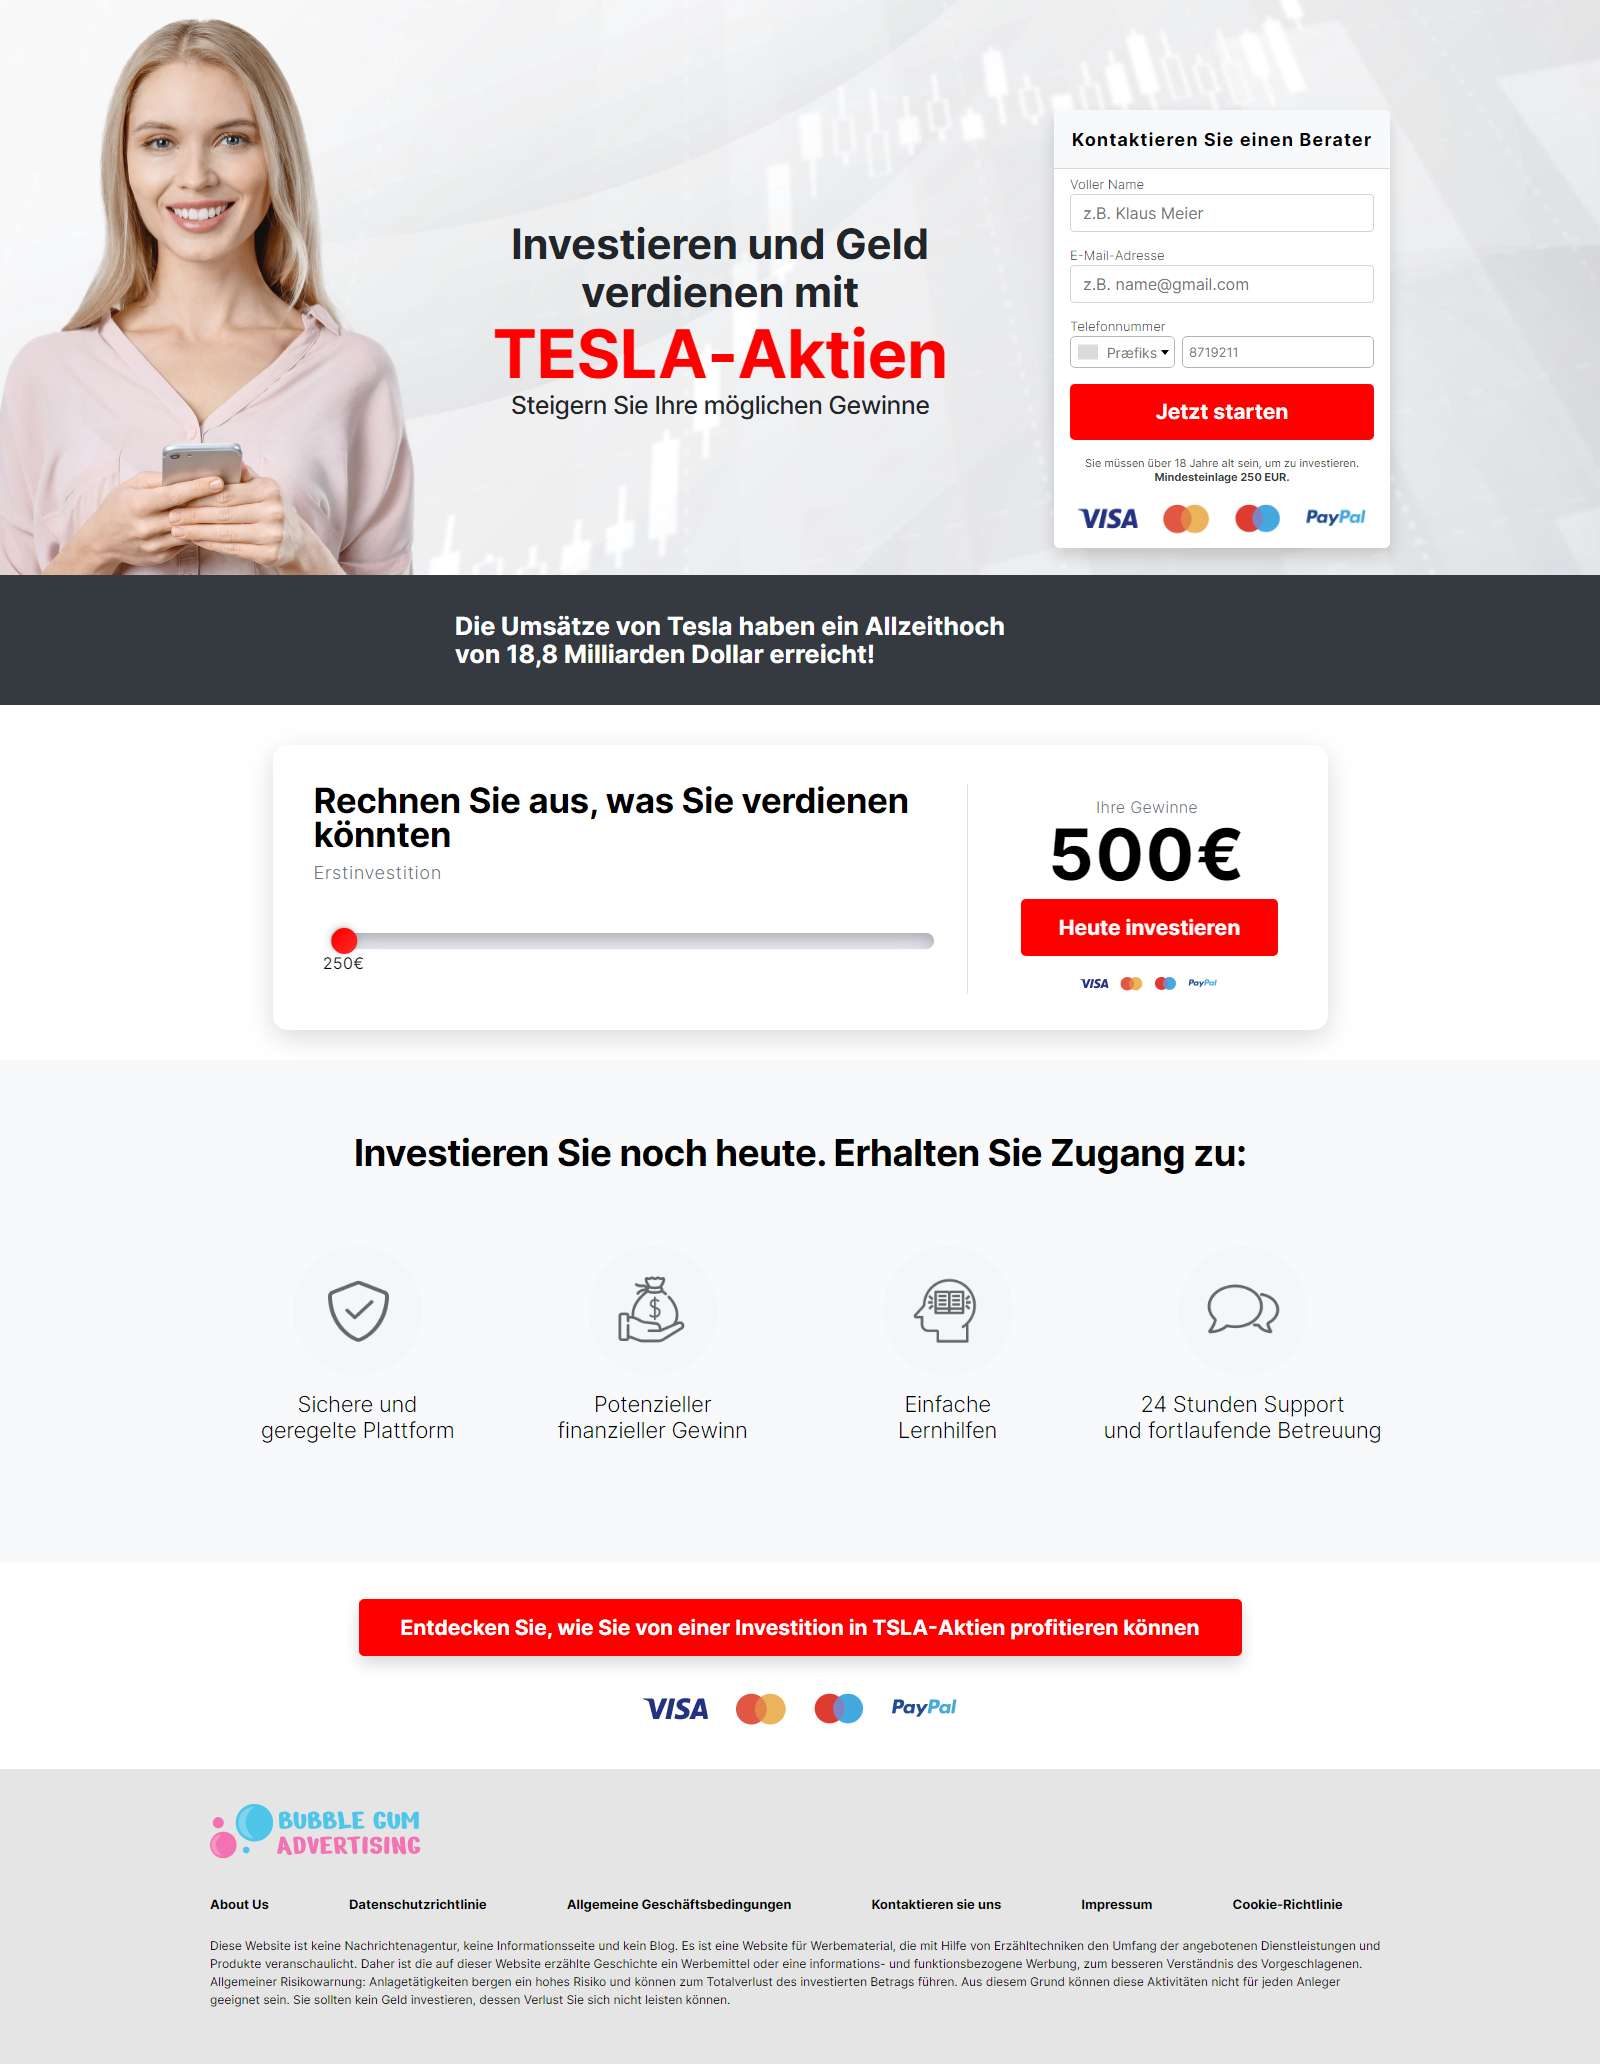 Investieren und Geld
verdienen mit
TESLA-Aktien
Steigern Sie Ihre möglichen Gewinne
Kontaktieren Sie einen Berater
Voller Name
z.B. Klaus Meier
E-Mail-Adresse
z.B. name@gmail.com
Telefonnummer
Præfiks 8719211
Jetzt starten
Sie müssen über 18 Jahre alt sein, um zu investieren.
Mindesteinlage 250 EUR.
VISA PayPal
Die Umsätze von Tesla haben ein Allzeithoch
von 18,8 Milliarden Dollar erreicht!
Rechnen Sie aus, was Sie verdienen
könnten
Erstinvestition
250€
Ihre Gewinne
500€
Heute investieren
VISA PayPal
Investieren Sie noch heute. Erhalten Sie Zugang zu:
Sichere und
geregelte Plattform
Potenzieller
finanzieller Gewinn
Einfache
Lernhilfen
24 Stunden Support
und fortlaufende Betreuung
Entdecken Sie, wie Sie von einer Investition in TSLA-Aktien profitieren können
VISA PayPal
BUBBLE GUM
ADVERTISING
About Us Datenschutzrichtlinie Allgemeine Geschäftsbedingungen Kontaktieren sie uns Impressum Cookie-Richtlinie
Diese Website ist keine Nachrichtenagentur, keine Informationsseite und kein Blog. Es ist eine Website für Werbematerial, die mit Hilfe von Erzähltechniken den Umfang der angebotenen Dienstleistungen und
Produkte veranschaulicht. Daher ist die auf dieser Website erzählte Geschichte ein Werbemittel oder eine informations- und funktionsbezogene Werbung, zum besseren Verständnis des Vorgeschlagenen.
Allgemeiner Risikowarnung: Anlagetätigkeiten bergen ein hohes Risiko und können zum Totalverlust des investierten Betrags führen. Aus diesem Grund können diese Aktivitäten nicht für jeden Anleger
geeignet sein. Sie sollten kein Geld investieren, dessen Verlust Sie sich nicht leisten können.